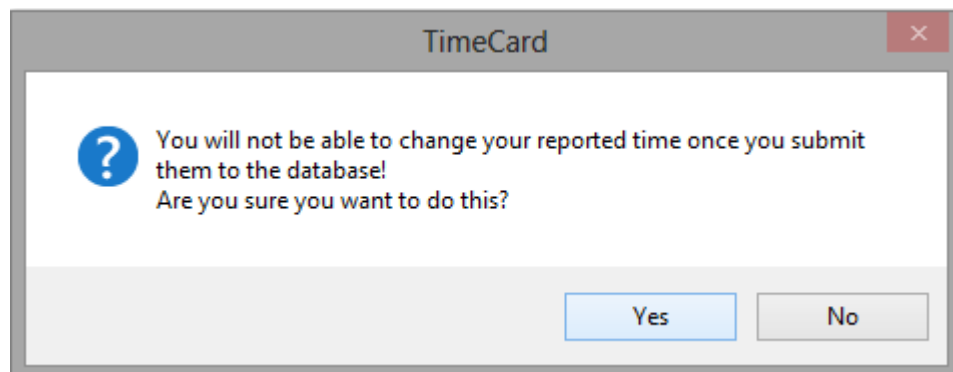 TimeCard
You will not be able to change your reported time once you submit
them to the database!
Are you sure you want to do this?
Yes
No